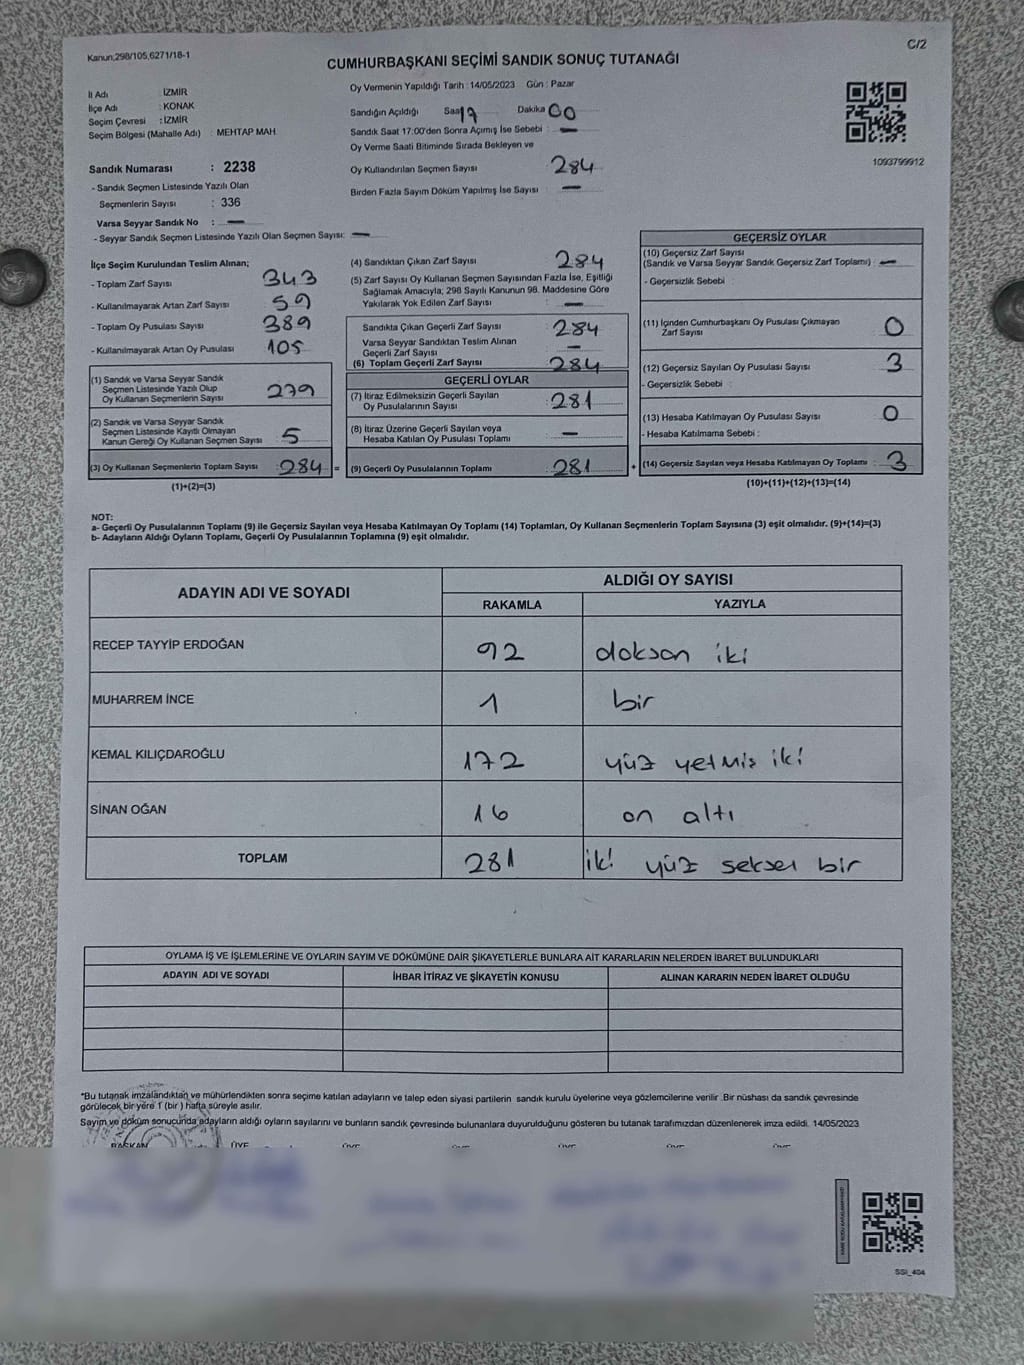 Kanun;298/105,6271/18-1
C/2
CUMHURBAŞKANI SEÇİMİ SANDIK SONUÇ TUTANAĞI
İl Adı : İZMİR
İlçe Adı : KONAK
Seçim Çevresi : İZMİR
Seçim Bölgesi (Mahalle Adı) : MEHTAP MAH.
Sandık Numarası : 2238
- Sandık Seçmen Listesinde Yazılı Olan
Seçmenlerin Sayısı : 336
Varsa Seyyar Sandık No : —
- Seyyar Sandık Seçmen Listesinde Yazılı Olan Seçmen Sayısı: —
Oy Vermenin Yapıldığı Tarih : 14/05/2023 Gün : Pazar
Sandığın Açıldığı Saat 17 Dakika 00
Sandık Saat 17:00'den Sonra Açımış İse Sebebi : —
Oy Verme Saati Bitiminde Sırada Bekleyen ve
Oy Kullandırılan Seçmen Sayısı 284
Birden Fazla Sayım Döküm Yapılmış İse Sayısı : —
1093799912
İlçe Seçim Kurulundan Teslim Alınan;
- Toplam Zarf Sayısı 343
- Kullanılmayarak Artan Zarf Sayısı 59
- Toplam Oy Pusulası Sayısı 389
- Kullanılmayarak Artan Oy Pusulası 105
(1) Sandık ve Varsa Seyyar Sandık
Seçmen Listesinde Yazılı Olup
Oy Kullanan Seçmenlerin Sayısı 279
(2) Sandık ve Varsa Seyyar Sandık
Seçmen Listesinde Kayıtlı Olmayan
Kanun Gereği Oy Kullanan Seçmen Sayısı 5
(3) Oy Kullanan Seçmenlerin Toplam Sayısı : 284 =
(1)+(2)=(3)
(4) Sandıktan Çıkan Zarf Sayısı 284
(5) Zarf Sayısı Oy Kullanan Seçmen Sayısından Fazla İse, Eşitliği
Sağlamak Amacıyla; 298 Sayılı Kanunun 98. Maddesine Göre
Yakılarak Yok Edilen Zarf Sayısı : —
Sandıkta Çıkan Geçerli Zarf Sayısı 284
Varsa Seyyar Sandıktan Teslim Alınan
Geçerli Zarf Sayısı —
(6) Toplam Geçerli Zarf Sayısı 284
GEÇERLİ OYLAR
(7) İtiraz Edilmeksizin Geçerli Sayılan
Oy Pusulalarının Sayısı 281
(8) İtiraz Üzerine Geçerli Sayılan veya
Hesaba Katılan Oy Pusulası Toplamı —
(9) Geçerli Oy Pusulalarının Toplamı 281 +
GEÇERSİZ OYLAR
(10) Geçersiz Zarf Sayısı
(Sandık ve Varsa Seyyar Sandık Geçersiz Zarf Toplamı) : —
- Geçersizlik Sebebi :
(11) İçinden Cumhurbaşkanı Oy Pusulası Çıkmayan
Zarf Sayısı 0
(12) Geçersiz Sayılan Oy Pusulası Sayısı 3
- Geçersizlik Sebebi :
(13) Hesaba Katılmayan Oy Pusulası Sayısı 0
- Hesaba Katılmama Sebebi :
(14) Geçersiz Sayılan veya Hesaba Katılmayan Oy Toplamı : 3
(10)+(11)+(12)+(13)=(14)
NOT:
a- Geçerli Oy Pusulalarının Toplamı (9) ile Geçersiz Sayılan veya Hesaba Katılmayan Oy Toplamı (14) Toplamları, Oy Kullanan Seçmenlerin Toplam Sayısına (3) eşit olmalıdır. (9)+(14)=(3)
b- Adayların Aldığı Oyların Toplamı, Geçerli Oy Pusulalarının Toplamına (9) eşit olmalıdır.
ADAYIN ADI VE SOYADI
ALDIĞI OY SAYISI
RAKAMLA YAZIYLA
RECEP TAYYİP ERDOĞAN 92 doksan iki
MUHARREM İNCE 1 bir
KEMAL KILIÇDAROĞLU 172 yüz yetmis iki
SİNAN OĞAN 16 on altı
TOPLAM 281 iki yüz seksen bir
OYLAMA İŞ VE İŞLEMLERİNE VE OYLARIN SAYIM VE DÖKÜMÜNE DAİR ŞİKAYETLERLE BUNLARA AİT KARARLARIN NELERDEN İBARET BULUNDUKLARI
ADAYIN ADI VE SOYADI İHBAR İTİRAZ VE ŞİKAYETİN KONUSU ALINAN KARARIN NEDEN İBARET OLDUĞU
*Bu tutanak imzalandıktan ve mühürlendikten sonra seçime katılan adayların ve talep eden siyasi partilerin sandık kurulu üyelerine veya gözlemcilerine verilir .Bir nüshası da sandık çevresinde
görülecek bir yere 1 (bir ) hafta süreyle asılır.
Sayım ve döküm sonucunda adayların aldığı oyların sayılarını ve bunların sandık çevresinde bulunanlara duyurulduğunu gösteren bu tutanak tarafımızdan düzenlenerek imza edildi. 14/05/2023
BAŞKAN ÜYE ÜYE ÜYE ÜYE ÜYE ÜYE
SSİ_404